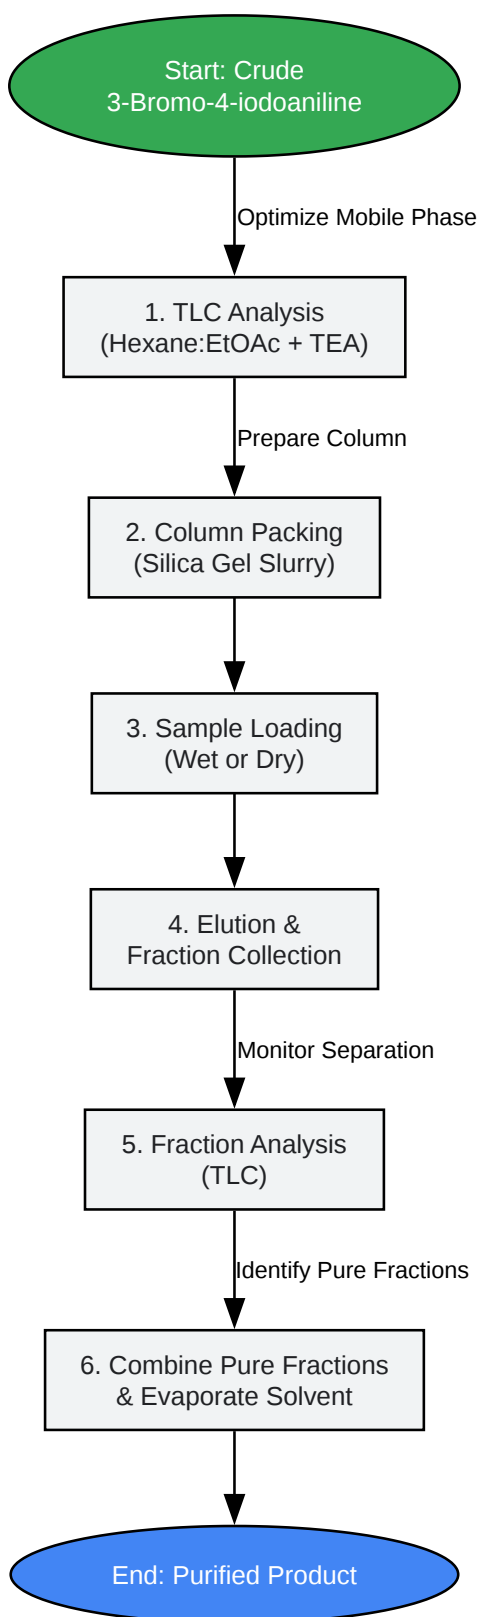 Start: Crude
3-Bromo-4-iodoaniline
Optimize Mobile Phase
1. TLC Analysis
(Hexane:EtOAc + TEA)
Prepare Column
2. Column Packing
(Silica Gel Slurry)
3. Sample Loading
(Wet or Dry)
4. Elution &
Fraction Collection
Monitor Separation
5. Fraction Analysis
(TLC)
Identify Pure Fractions
6. Combine Pure Fractions
& Evaporate Solvent
End: Purified Product